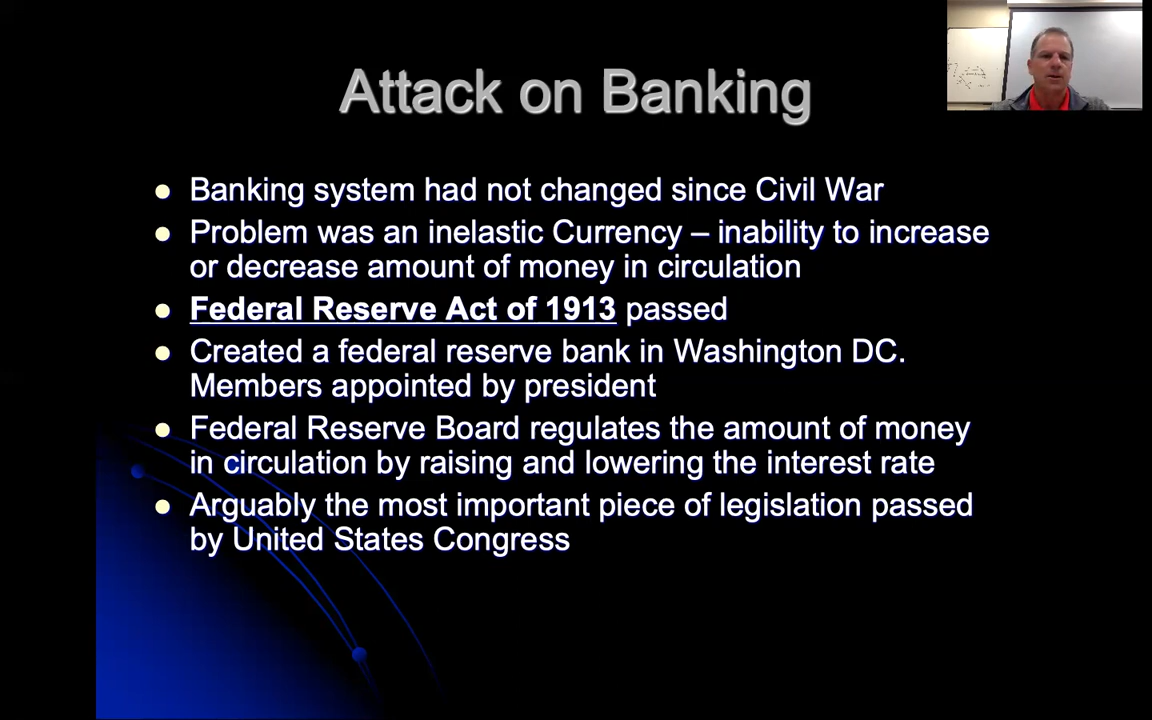 Attack on Banking
Banking system had not changed since Civil War
Problem was an inelastic Currency – inability to increase
or decrease amount of money in circulation
Federal Reserve Act of 1913 passed
Created a federal reserve bank in Washington DC.
Members appointed by president
Federal Reserve Board regulates the amount of money
in circulation by raising and lowering the interest rate
Arguably the most important piece of legislation passed
by United States Congress